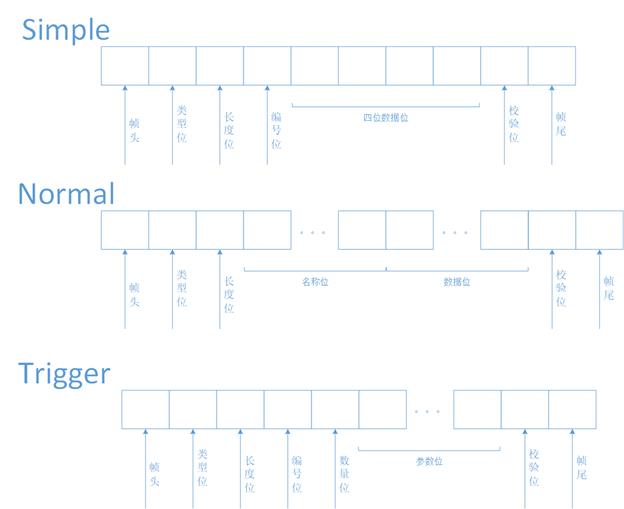 Simple
帧头
类型位
长度位
编号位
四位数据位
校验位
帧尾
Normal
···
···
帧头
类型位
长度位
名称位
数据位
校验位
帧尾
Trigger
···
帧头
类型位
长度位
编号位
数量位
参数位
校验位
帧尾